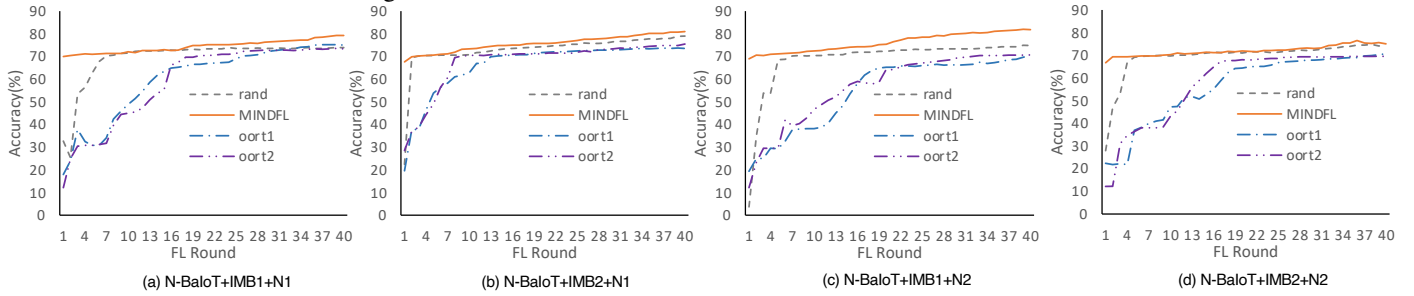 90
80
70
60
50
40
30
20
10
0
Accuracy(%)
rand
MINDFL
oort1
oort2
1 4 7 10 13 16 19 22 25 28 31 34 37 40
FL Round
(a) N-BaIoT+IMB1+N1
90
80
70
60
50
40
30
20
10
0
Accuracy(%)
rand
MINDFL
oort1
oort2
1 4 7 10 13 16 19 22 25 28 31 34 37 40
FL Round
(b) N-BaIoT+IMB2+N1
90
80
70
60
50
40
30
20
10
0
Accuracy(%)
rand
MINDFL
oort1
oort2
1 4 7 10 13 16 19 22 25 28 31 34 37 40
FL Round
(c) N-BaIoT+IMB1+N2
90
80
70
60
50
40
30
20
10
0
Accuracy(%)
rand
MINDFL
oort1
oort2
1 4 7 10 13 16 19 22 25 28 31 34 37 40
FL Round
(d) N-BaIoT+IMB2+N2